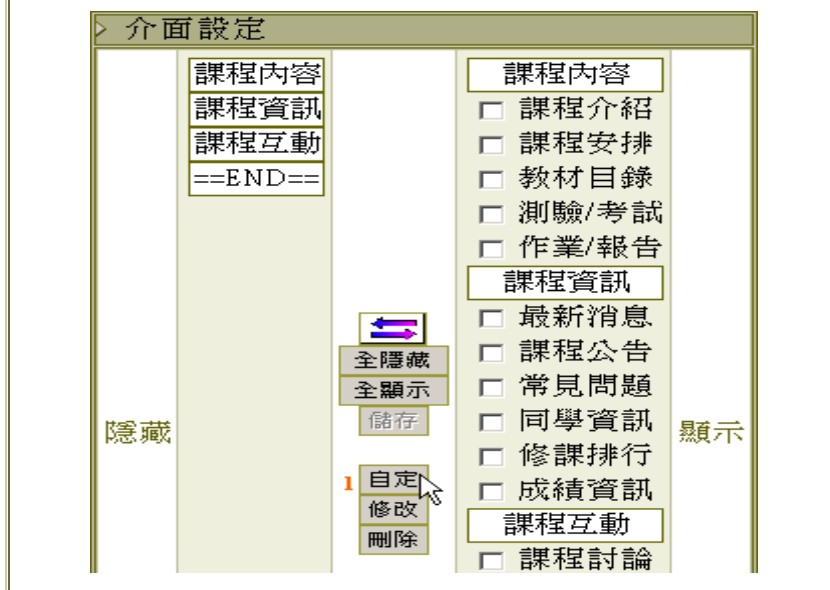 > 介面設定
隱藏
課程內容
課程資訊
課程互動
==END==
全隱藏
全顯示
儲存
1 自定
修改
刪除
課程內容
課程介紹
課程安排
教材目錄
測驗/考試
作業/報告
課程資訊
最新消息
課程公告
常見問題
同學資訊
修課排行
成績資訊
課程互動
課程討論
顯示